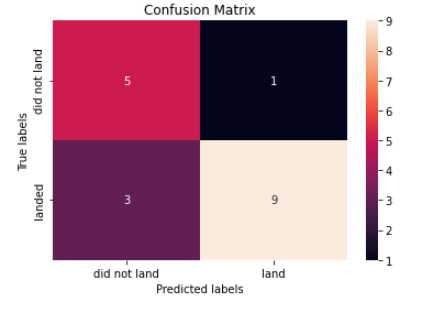 Confusion Matrix
True labels
did not land
5
1
landed
3
9
did not land
land
Predicted labels
9
8
7
6
5
4
3
2
1